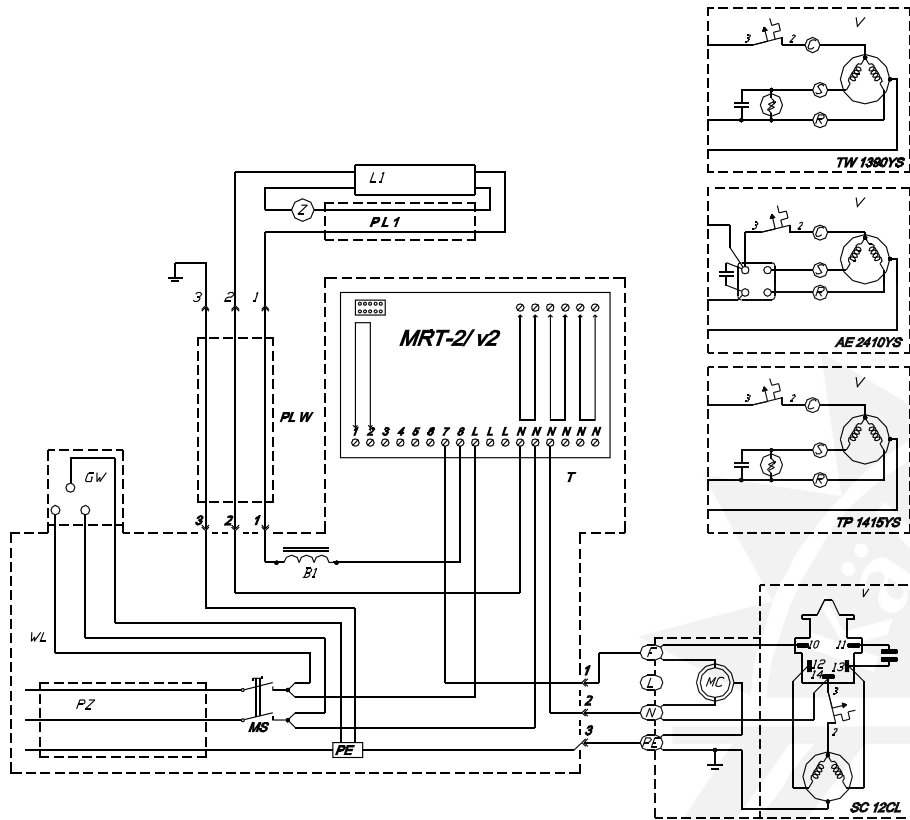 V
3 2 C
S
R
TW 1390YS
L1
Z
PL1
V
3 2 C
S
R
AE 2410YS
3 2 1
MRT-2/ v2
PLW
1 2 3 4 5 6 7 8 L L L N N N N N N
T
V
3 2 C
S
R
TP 1415YS
GW
3 2 1
B1
WL
PZ
MS
PE
1
2
3
F
L
N
PE
MC
V
10 11
12 13
14
3
2
SC 12CL
Kä